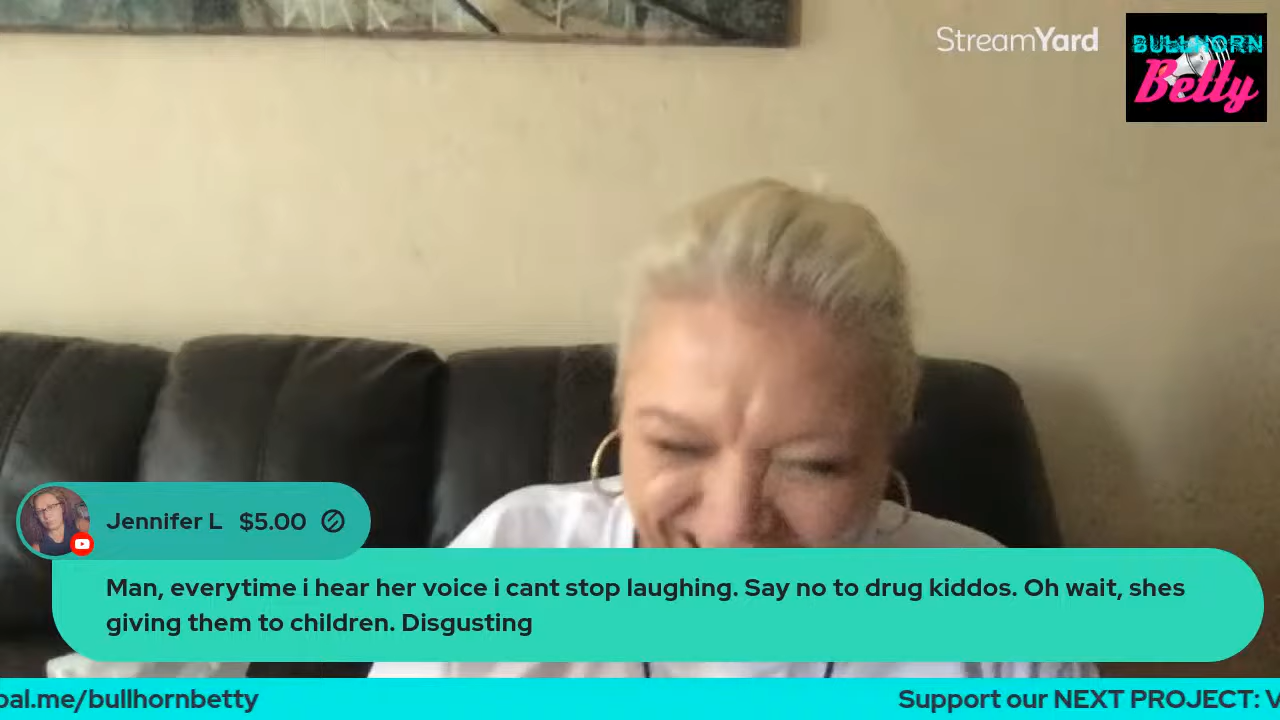 StreamYard
BULLHORN
Betty
Jennifer L $5.00
Man, everytime i hear her voice i cant stop laughing. Say no to drug kiddos. Oh wait, shes
giving them to children. Disgusting
pal.me/bullhornbetty
Support our NEXT PROJECT: V